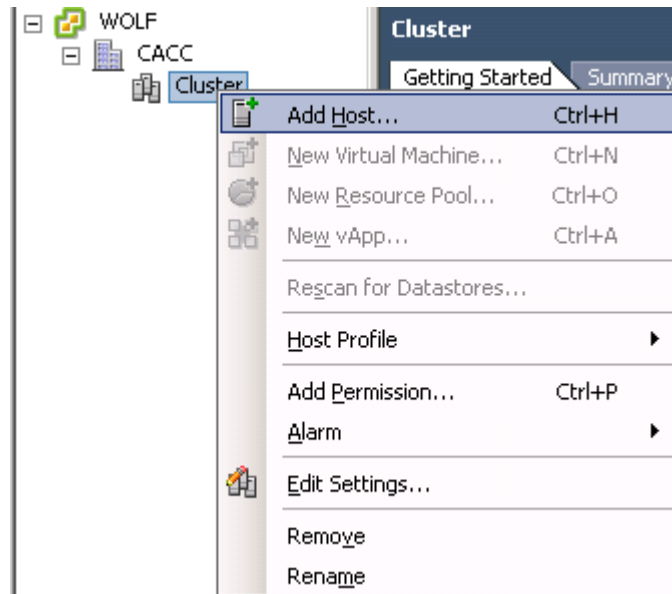 WOLF
CACC
Cluster
Cluster
Getting Started Summary
Add Host... Ctrl+H
New Virtual Machine... Ctrl+N
New Resource Pool... Ctrl+O
New vApp... Ctrl+A
Rescan for Datastores...
Host Profile
Add Permission... Ctrl+P
Alarm
Edit Settings...
Remove
Rename